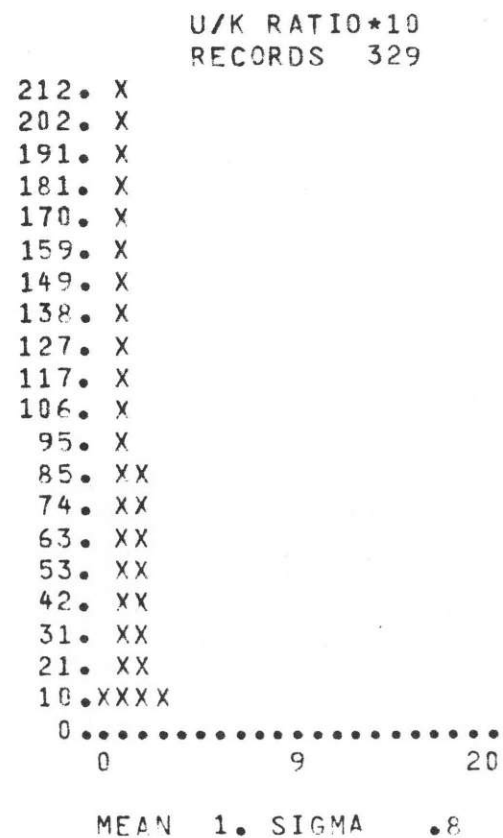 U/K RATIO*10
RECORDS 329
212. X
202. X
191. X
181. X
170. X
159. X
149. X
138. X
127. X
117. X
106. X
95. X
85. XX
74. XX
63. XX
53. XX
42. XX
31. XX
21. XX
10.XXXX
0.....................
0 9 20
MEAN 1. SIGMA .8